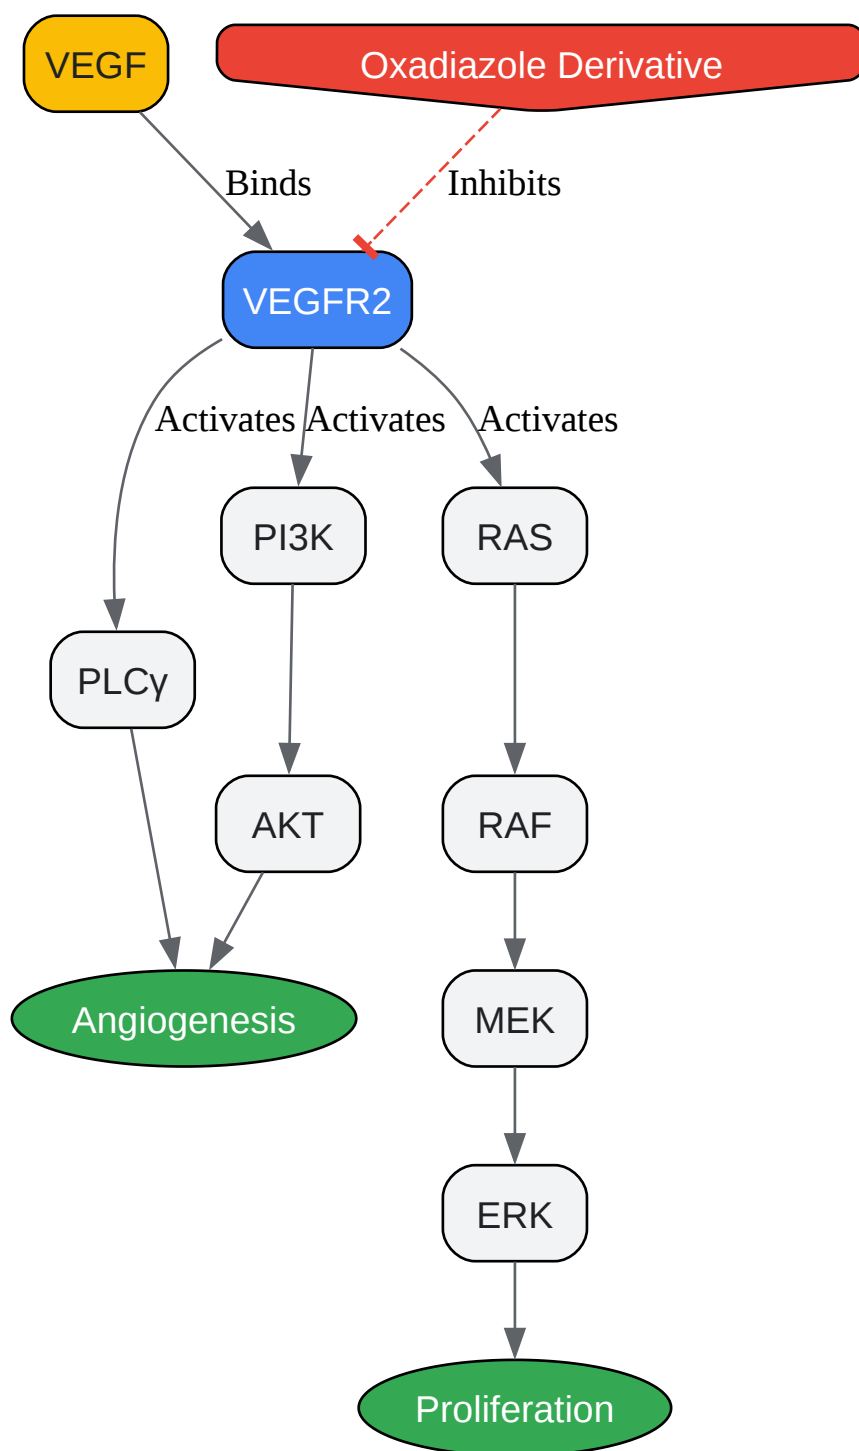 VEGF
Oxadiazole Derivative
Binds
Inhibits
VEGFR2
Activates
Activates
Activates
PI3K
RAS
PLCγ
AKT
RAF
Angiogenesis
MEK
ERK
Proliferation